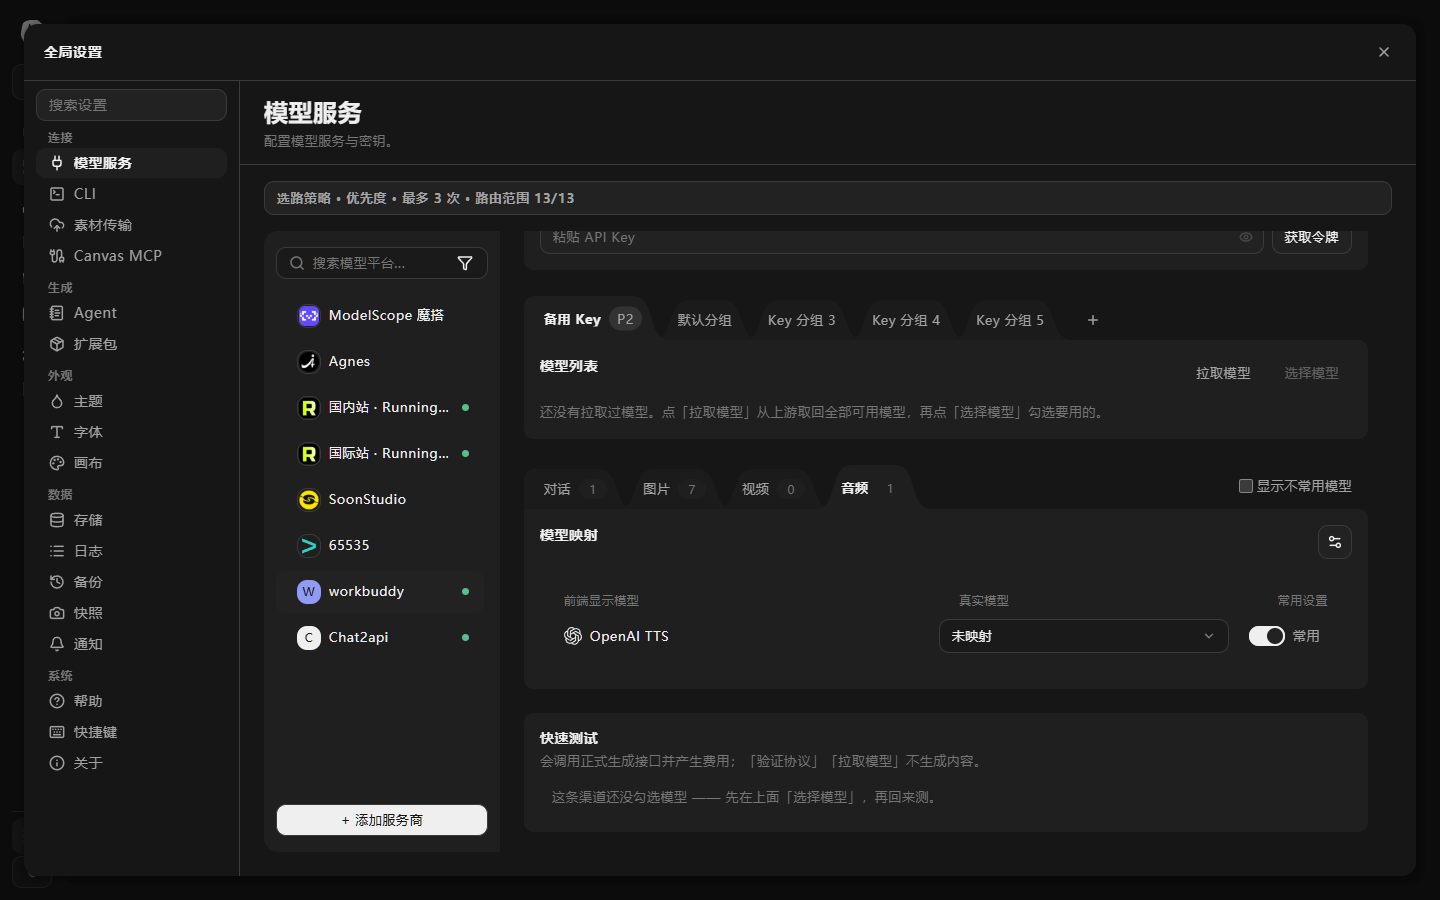 全局设置
搜索设置
连接
模型服务
CLI
素材传输
Canvas MCP
生成
Agent
扩展包
外观
主题
字体
画布
数据
存储
日志
备份
快照
通知
系统
帮助
快捷键
关于
模型服务
配置模型服务与密钥。
选路策略 • 优先度 • 最多 3 次 • 路由范围 13/13
搜索模型平台...
ModelScope 魔搭
Agnes
国内站 · Running...
国际站 · Running...
SoonStudio
65535
W workbuddy
C Chat2api
+ 添加服务商
粘贴 API Key
获取令牌
备用 Key P2 默认分组 Key 分组 3 Key 分组 4 Key 分组 5 +
模型列表
拉取模型 选择模型
还没有拉取过模型。点「拉取模型」从上游取回全部可用模型，再点「选择模型」勾选要用的。
对话 1 图片 7 视频 0 音频 1
显示不常用模型
模型映射
前端显示模型 真实模型 常用设置
OpenAI TTS 未映射 常用
快速测试
会调用正式生成接口并产生费用；「验证协议」「拉取模型」不生成内容。
这条渠道还没勾选模型 —— 先在上面「选择模型」，再回来测。